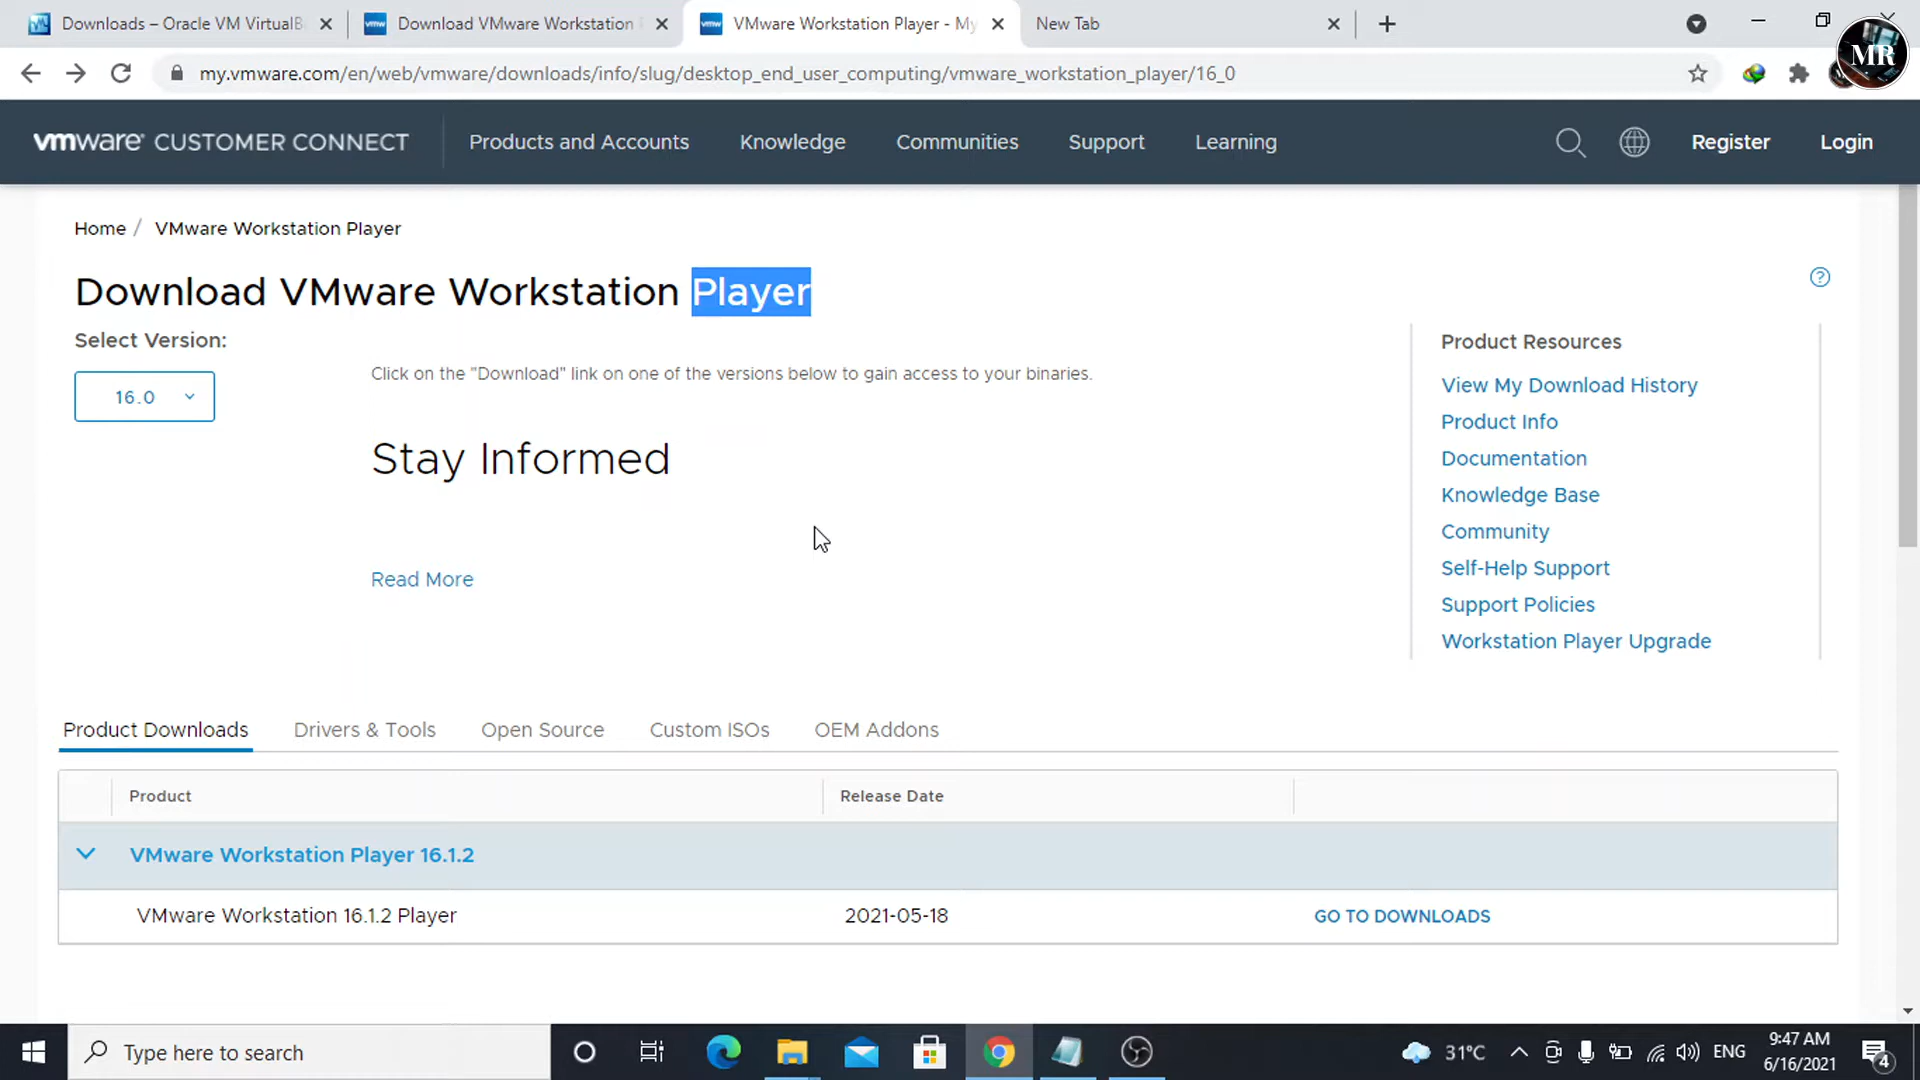 Downloads – Oracle VM VirtualB
Download VMware Workstation
VMware Workstation Player - My
New Tab
my.vmware.com/en/web/vmware/downloads/info/slug/desktop_end_user_computing/vmware_workstation_player/16_0
MR
vmware® CUSTOMER CONNECT
Products and Accounts
Knowledge
Communities
Support
Learning
Register
Login
Home / VMware Workstation Player
Download VMware Workstation Player
Select Version:
16.0
Click on the "Download" link on one of the versions below to gain access to your binaries.
Stay Informed
Read More
Product Resources
View My Download History
Product Info
Documentation
Knowledge Base
Community
Self-Help Support
Support Policies
Workstation Player Upgrade
Product Downloads
Drivers & Tools
Open Source
Custom ISOs
OEM Addons
Product
Release Date
VMware Workstation Player 16.1.2
VMware Workstation 16.1.2 Player
2021-05-18
GO TO DOWNLOADS
Type here to search
31°C
ENG
9:47 AM
6/16/2021
4